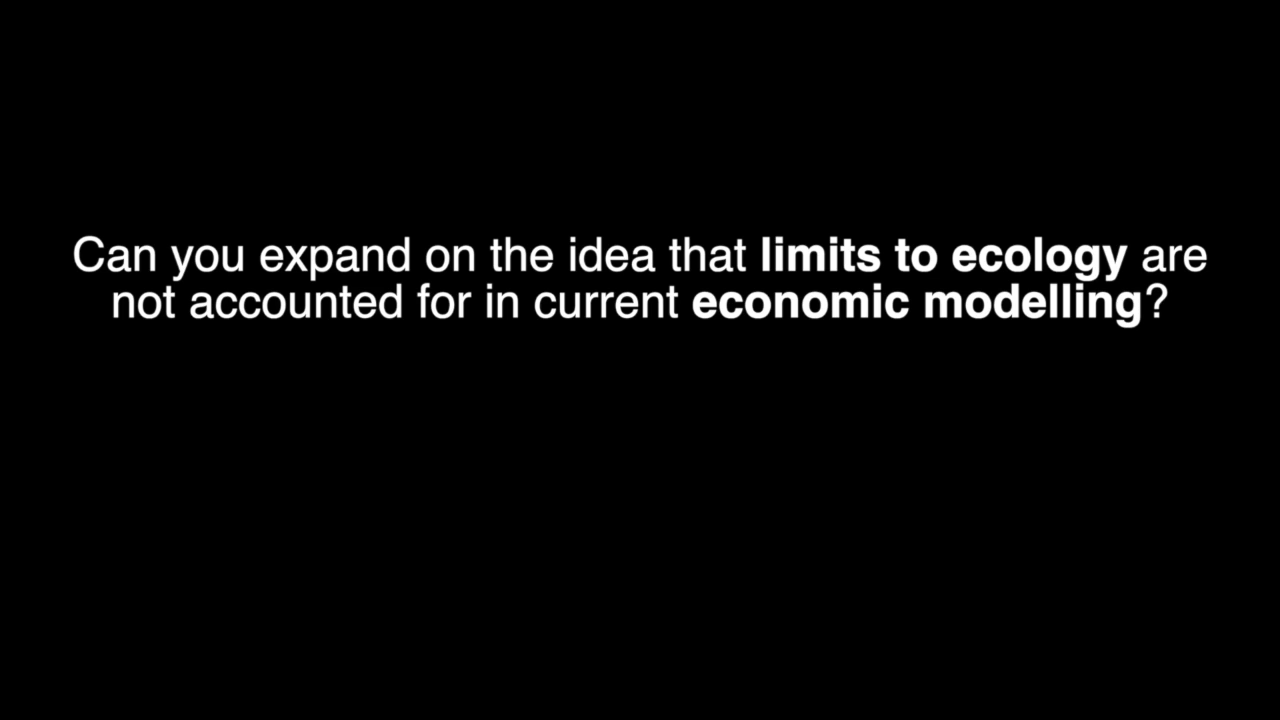 Can you expand on the idea that limits to ecology are
not accounted for in current economic modelling?